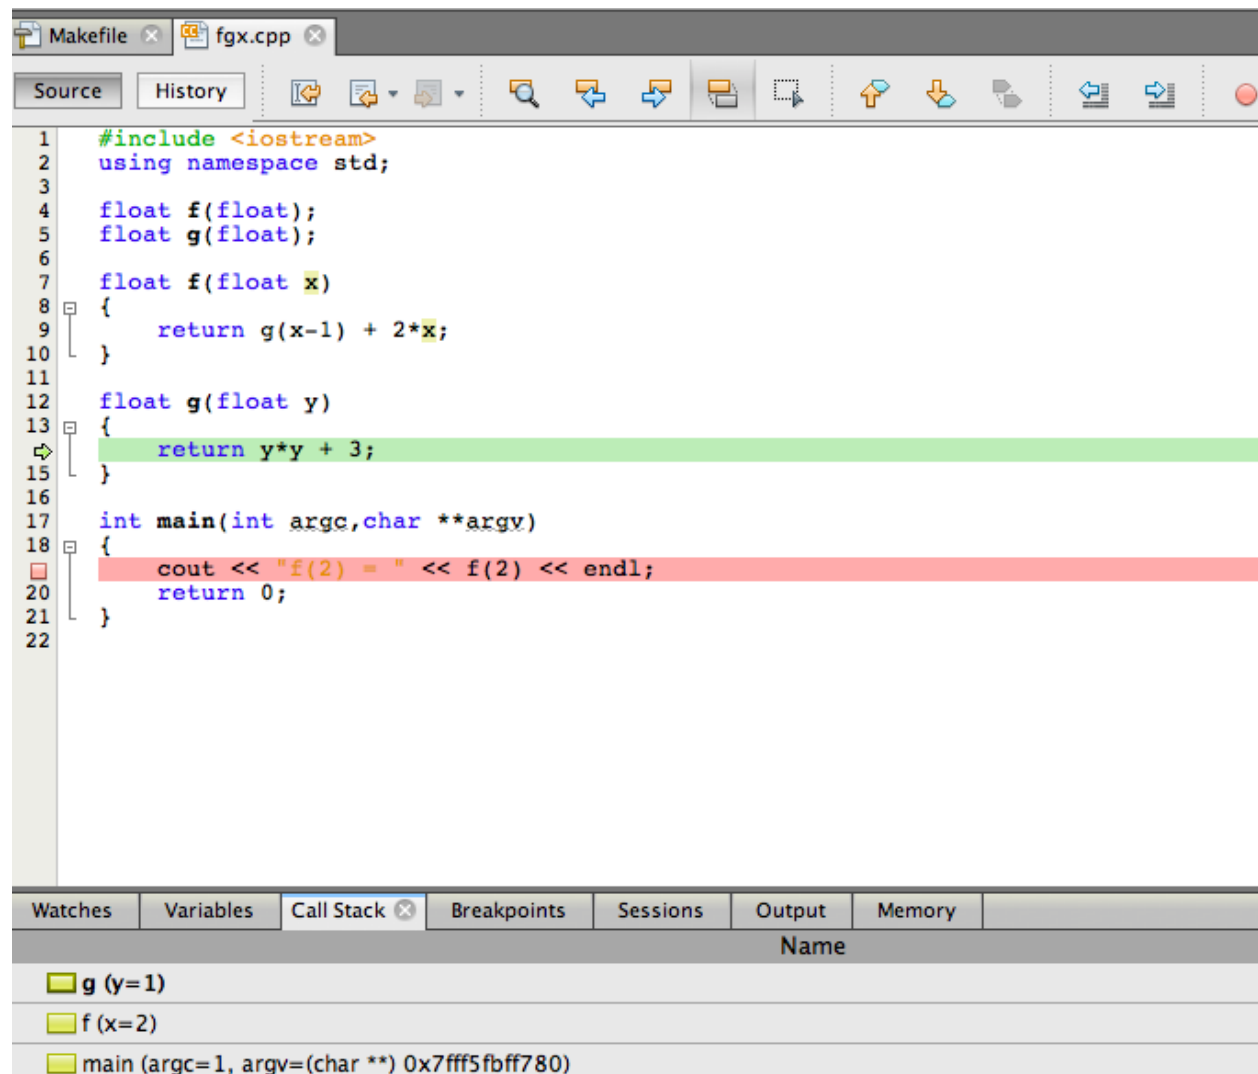 Makefile fgx.cpp
Source History
1 #include <iostream>
2 using namespace std;
3
4 float f(float);
5 float g(float);
6
7 float f(float x)
8 {
9 return g(x-1) + 2*x;
10 }
11
12 float g(float y)
13 {
return y*y + 3;
15 }
16
17 int main(int argc,char **argv)
18 {
cout << "f(2) = " << f(2) << endl;
20 return 0;
21 }
22
Watches Variables Call Stack Breakpoints Sessions Output Memory
Name
g (y=1)
f (x=2)
main (argc=1, argv=(char **) 0x7fff5fbff780)